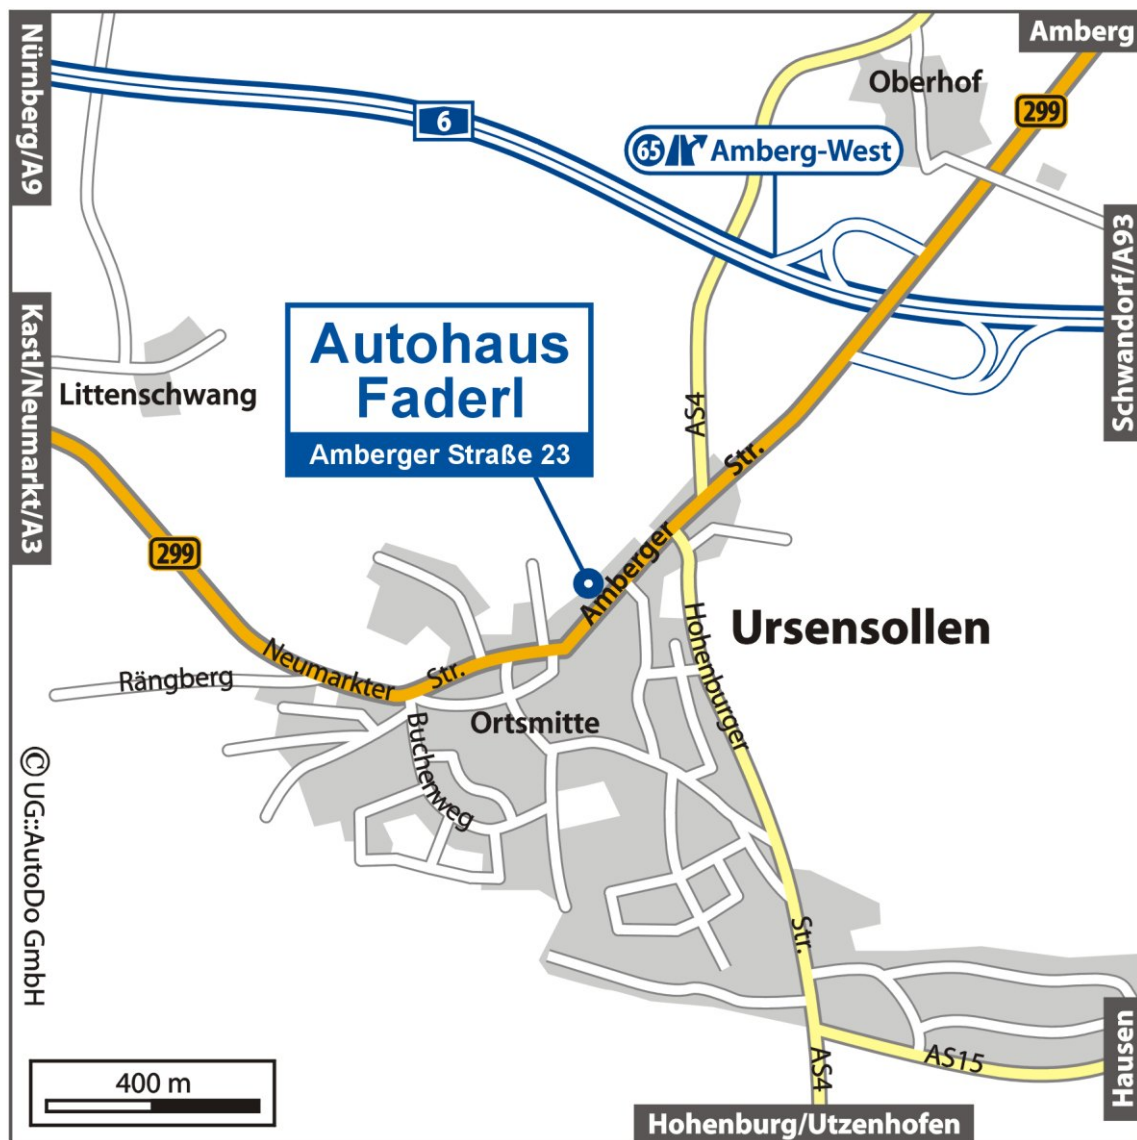 Amberg
Nürnberg/A9
Oberhof
299
6
65 Amberg-West
Schwandorf/A93
Kastl/Neumarkt/A3
Autohaus
Faderl
Amberger Straße 23
Littenschwang
AS4
Amberger Str.
299
Ursensollen
Hohenburger Str.
Neumarkter Str.
Rängberg
Ortsmitte
Buchenweg
©UG::AutoDo GmbH
AS15
AS4
Hausen
400 m
Hohenburg/Utzenhofen